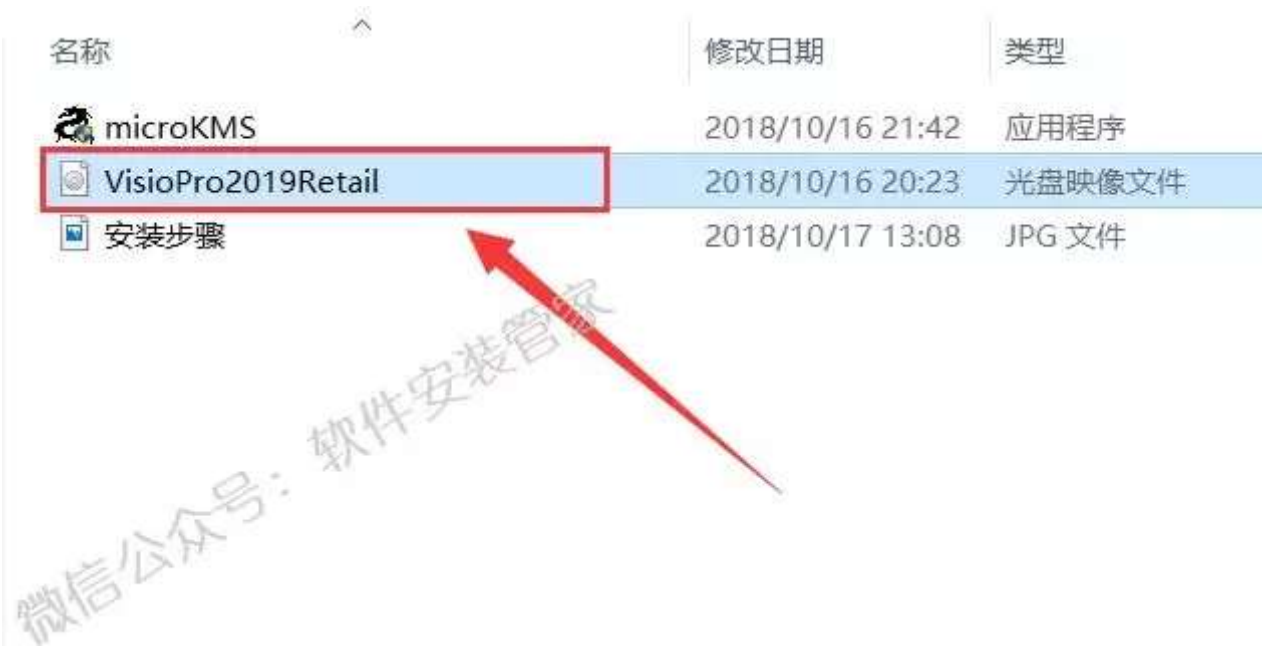 名称 修改日期 类型
microKMS 2018/10/16 21:42 应用程序
VisioPro2019Retail 2018/10/16 20:23 光盘映像文件
安装步骤 2018/10/17 13:08 JPG 文件
微信公众号：软件安装管家